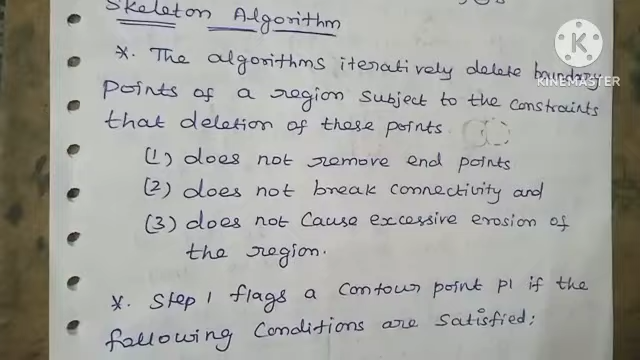 Skeleton Algorithm
*. The algorithms iteratively delete boundary
points of a region subject to the constraints
that deletion of these points
(1) does not remove end points
(2) does not break connectivity and
(3) does not cause excessive erosion of
the region.
*. Step 1 flags a contour point p1 if the
following conditions are satisfied:
K
KINEMASTER